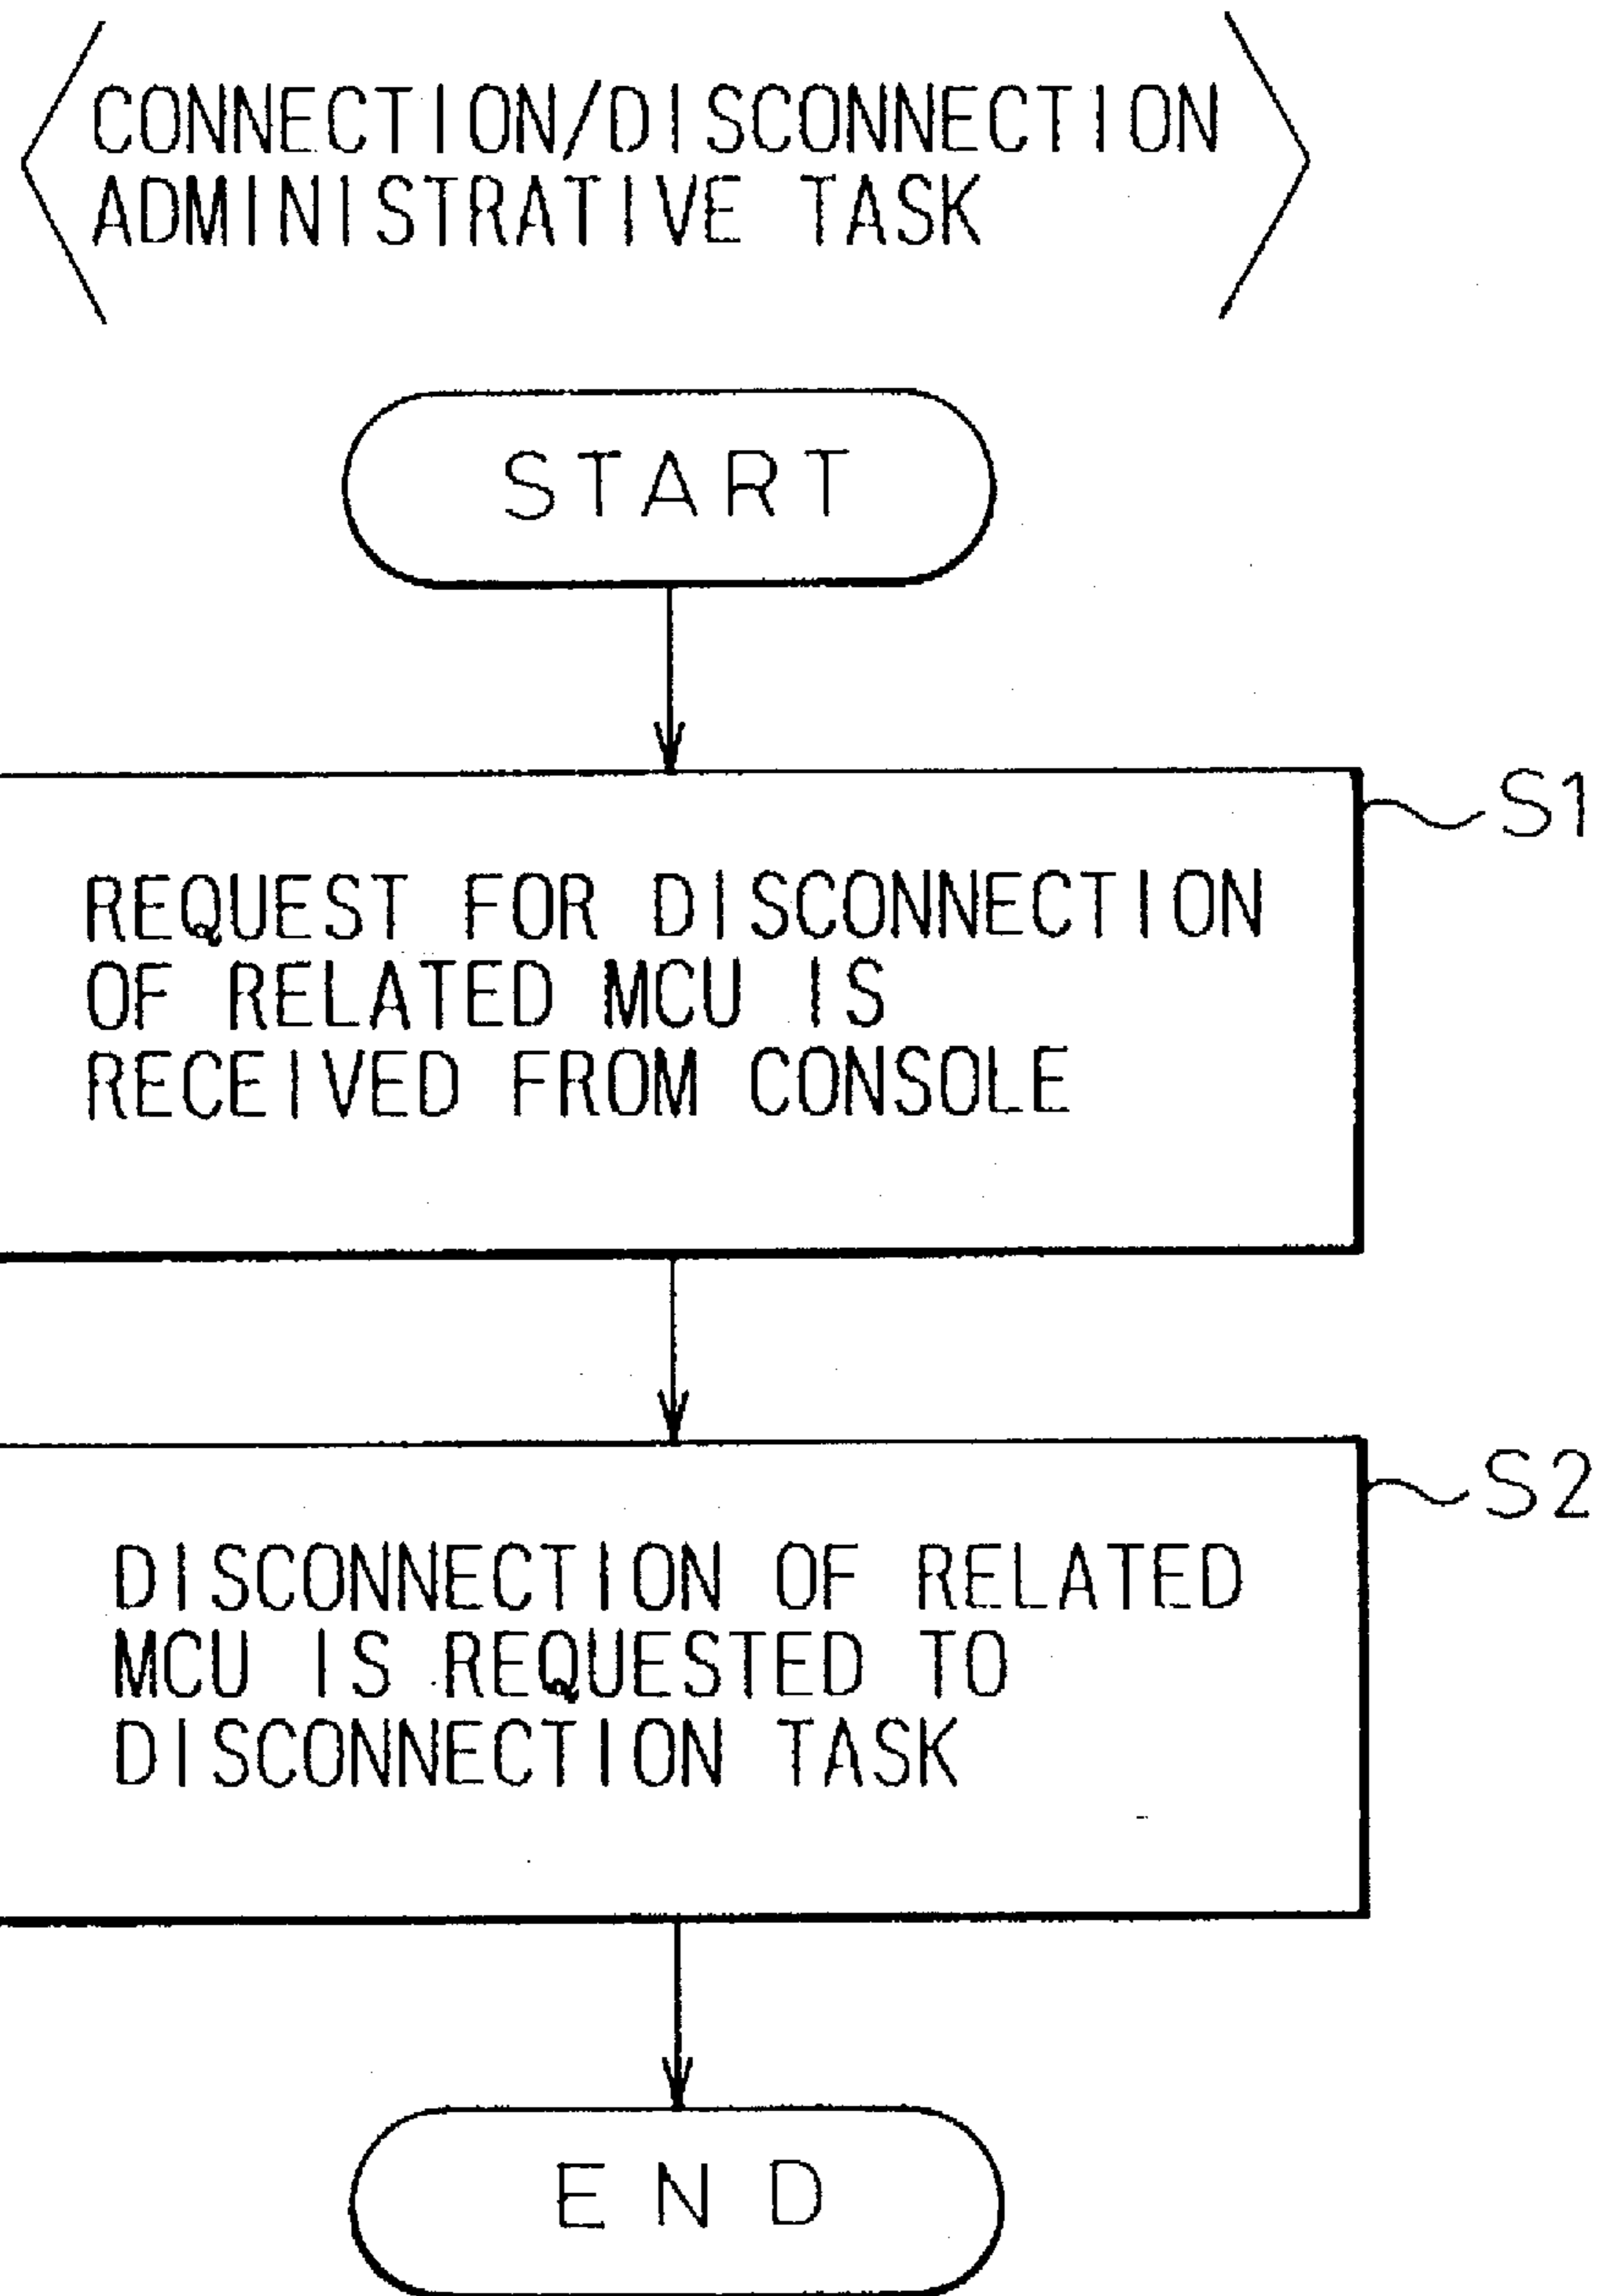 CONNECTION/DISCONNECTION
ADMINISTRATIVE TASK
START
S1
REQUEST FOR DISCONNECTION
OF RELATED MCU IS
RECEIVED FROM CONSOLE
S2
DISCONNECTION OF RELATED
MCU IS REQUESTED TO
DISCONNECTION TASK
END